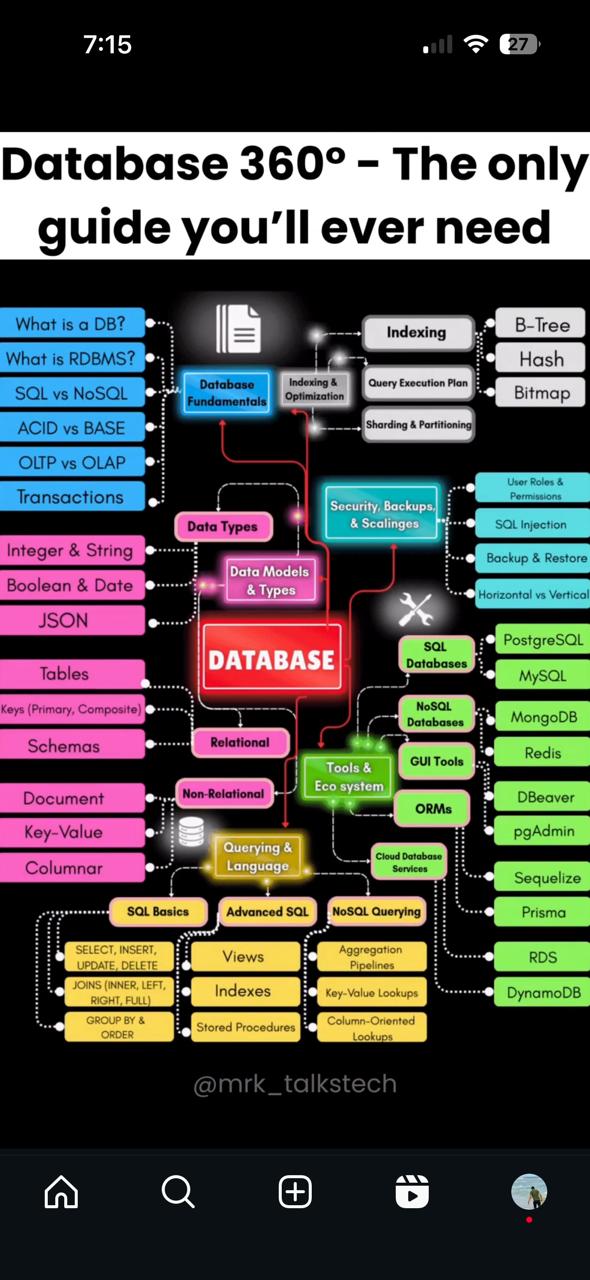 7:15
27
Database 360° - The only
guide you'll ever need
What is a DB?
What is RDBMS?
SQL vs NoSQL
ACID vs BASE
OLTP vs OLAP
Transactions
Database
Fundamentals
Indexing &
Optimization
Indexing
Query Execution Plan
Sharding & Partitioning
B-Tree
Hash
Bitmap
Security, Backups,
& Scalinges
User Roles &
Permissions
SQL Injection
Backup & Restore
Horizontal vs Vertical
Data Types
Data Models
& Types
Integer & String
Boolean & Date
JSON
DATABASE
Tables
Keys (Primary, Composite)
Schemas
Relational
Document
Key-Value
Columnar
Non-Relational
Tools &
Eco system
SQL
Databases
NoSQL
Databases
GUI Tools
ORMs
Cloud Database
Services
PostgreSQL
MySQL
MongoDB
Redis
DBeaver
pgAdmin
Sequelize
Prisma
RDS
DynamoDB
Querying &
Language
SQL Basics
Advanced SQL
NoSQL Querying
SELECT, INSERT,
UPDATE, DELETE
JOINS (INNER, LEFT,
RIGHT, FULL)
GROUP BY &
ORDER
Views
Indexes
Stored Procedures
Aggregation
Pipelines
Key-Value Lookups
Column-Oriented
Lookups
@mrk_talkstech